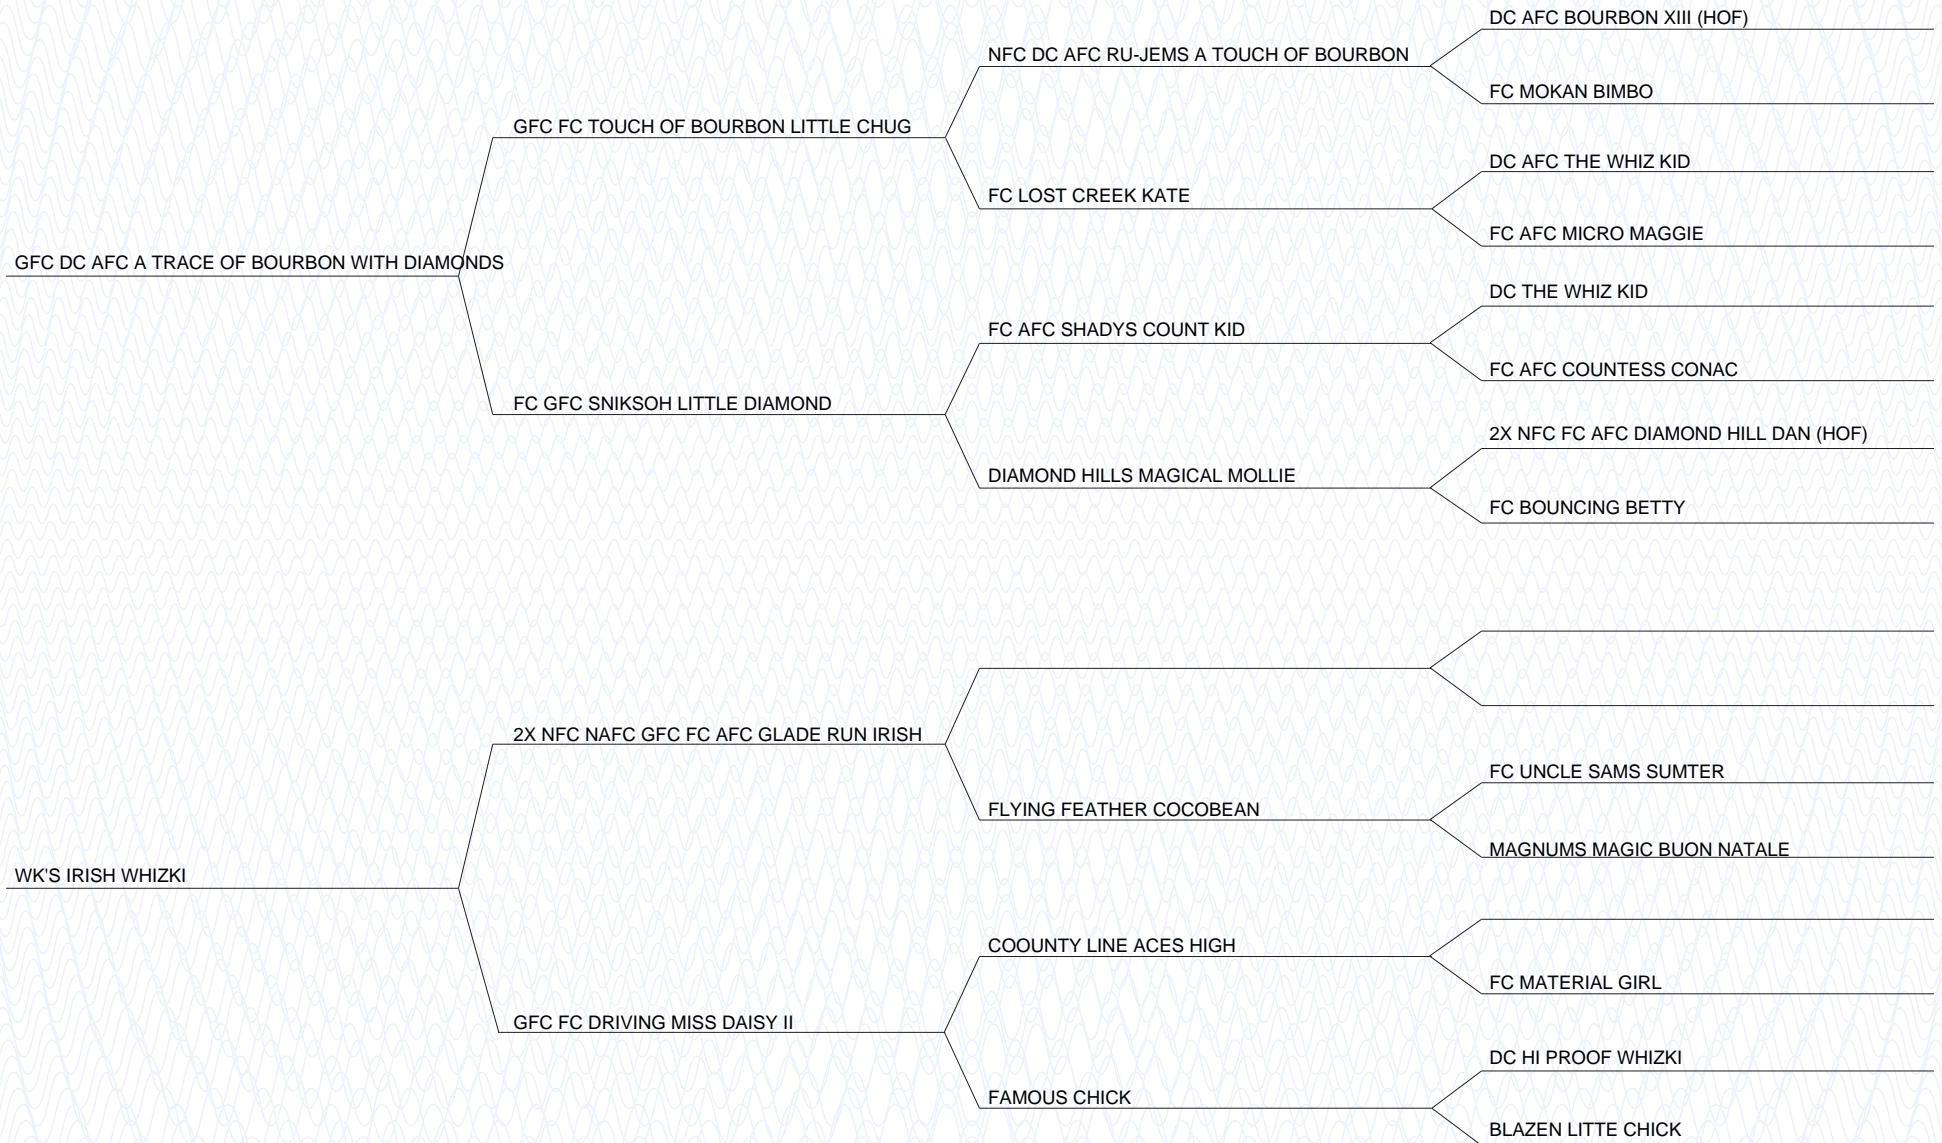 DC AFC BOURBON XIII (HOF)
NFC DC AFC RU-JEMS A TOUCH OF BOURBON
FC MOKAN BIMBO
GFC FC TOUCH OF BOURBON LITTLE CHUG
DC AFC THE WHIZ KID
FC LOST CREEK KATE
FC AFC MICRO MAGGIE
GFC DC AFC A TRACE OF BOURBON WITH DIAMONDS
DC THE WHIZ KID
FC AFC SHADYS COUNT KID
FC AFC COUNTESS CONAC
FC GFC SNIKSOH LITTLE DIAMOND
2X NFC FC AFC DIAMOND HILL DAN (HOF)
DIAMOND HILLS MAGICAL MOLLIE
FC BOUNCING BETTY
2X NFC NAFC GFC FC AFC GLADE RUN IRISH
FC UNCLE SAMS SUMTER
FLYING FEATHER COCOBEAN
MAGNUMS MAGIC BUON NATALE
WK'S IRISH WHIZKI
COOUNTY LINE ACES HIGH
FC MATERIAL GIRL
GFC FC DRIVING MISS DAISY II
DC HI PROOF WHIZKI
FAMOUS CHICK
BLAZEN LITTE CHICK